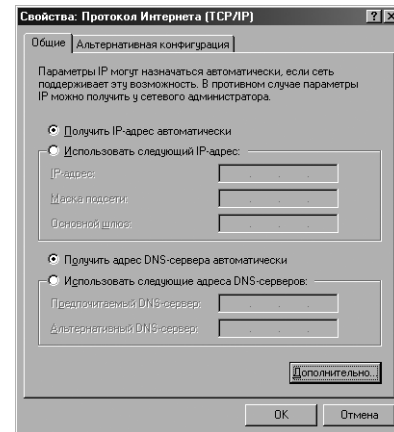 Свойства: Протокол Интернета (TCP/IP)
Общие Альтернативная конфигурация
Параметры IP могут назначаться автоматически, если сеть
поддерживает эту возможность. В противном случае параметры
IP можно получить у сетевого администратора.
Получить IP-адрес автоматически
Использовать следующий IP-адрес:
IP-адрес:
Маска подсети:
Основной шлюз:
Получить адрес DNS-сервера автоматически
Использовать следующие адреса DNS-серверов:
Предпочитаемый DNS-сервер:
Альтернативный DNS-сервер:
Дополнительно...
OK Отмена